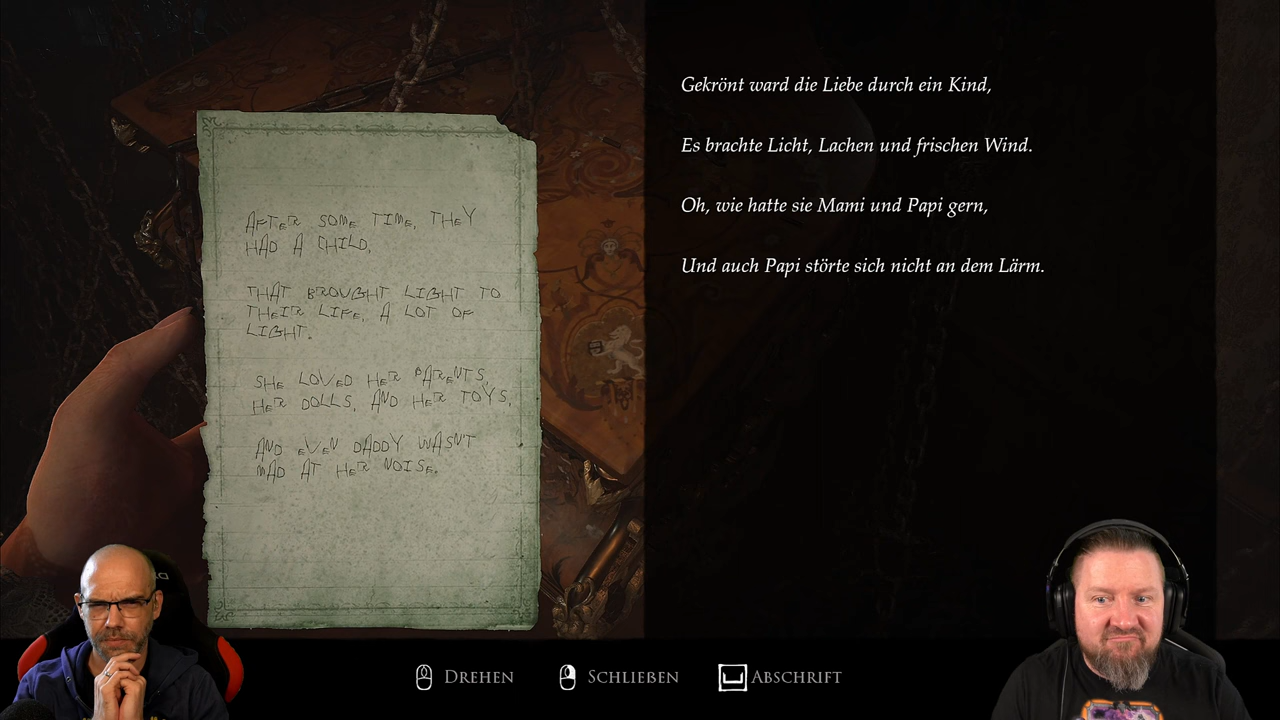 AFTER SOME TIME, THEY
HAD A CHILD,
THAT BROUGHT LIGHT TO
THEIR LIFE, A LOT OF
LIGHT.
SHE LOVED HER PARENTS,
HER DOLLS, AND HER TOYS,
AND EVEN DADDY WASN'T
MAD AT HER NOISE.
Gekrönt ward die Liebe durch ein Kind,
Es brachte Licht, Lachen und frischen Wind.
Oh, wie hatte sie Mami und Papi gern,
Und auch Papi störte sich nicht an dem Lärm.
DREHEN SCHLIEßEN ABSCHRIFT